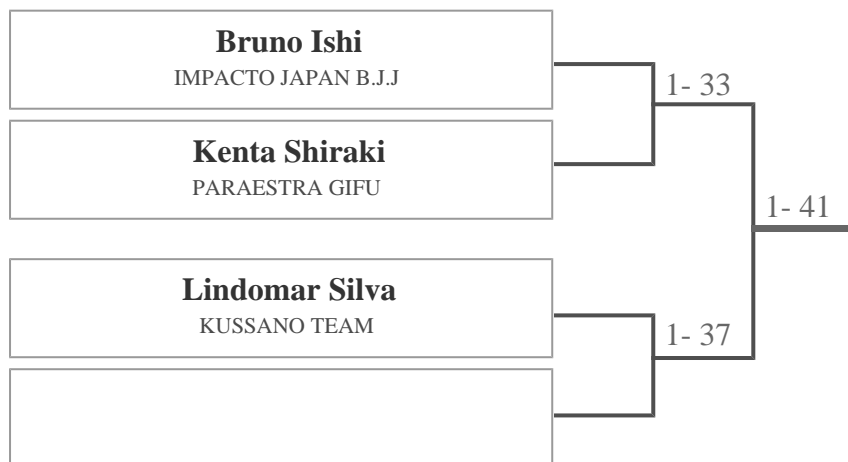 Bruno Ishi
IMPACTO JAPAN B.J.J
1- 33
Kenta Shiraki
PARAESTRA GIFU
1- 41
Lindomar Silva
KUSSANO TEAM
1- 37